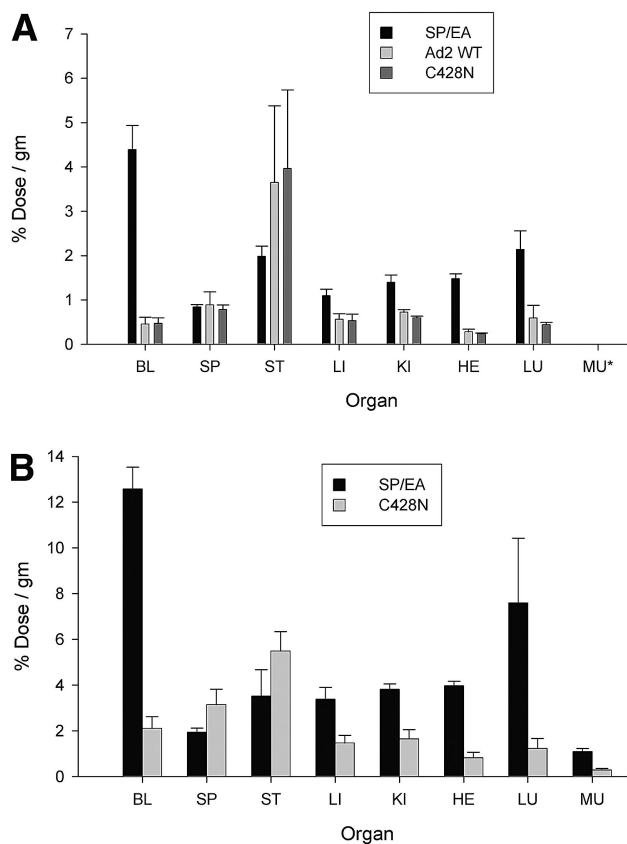 A
SP/EA
Ad2 WT
C428N
7
6
5
4
3
2
1
0
% Dose / gm
BL SP ST LI KI HE LU MU*
Organ
B
SP/EA
C428N
14
12
10
8
6
4
2
0
% Dose / gm
BL SP ST LI KI HE LU MU
Organ